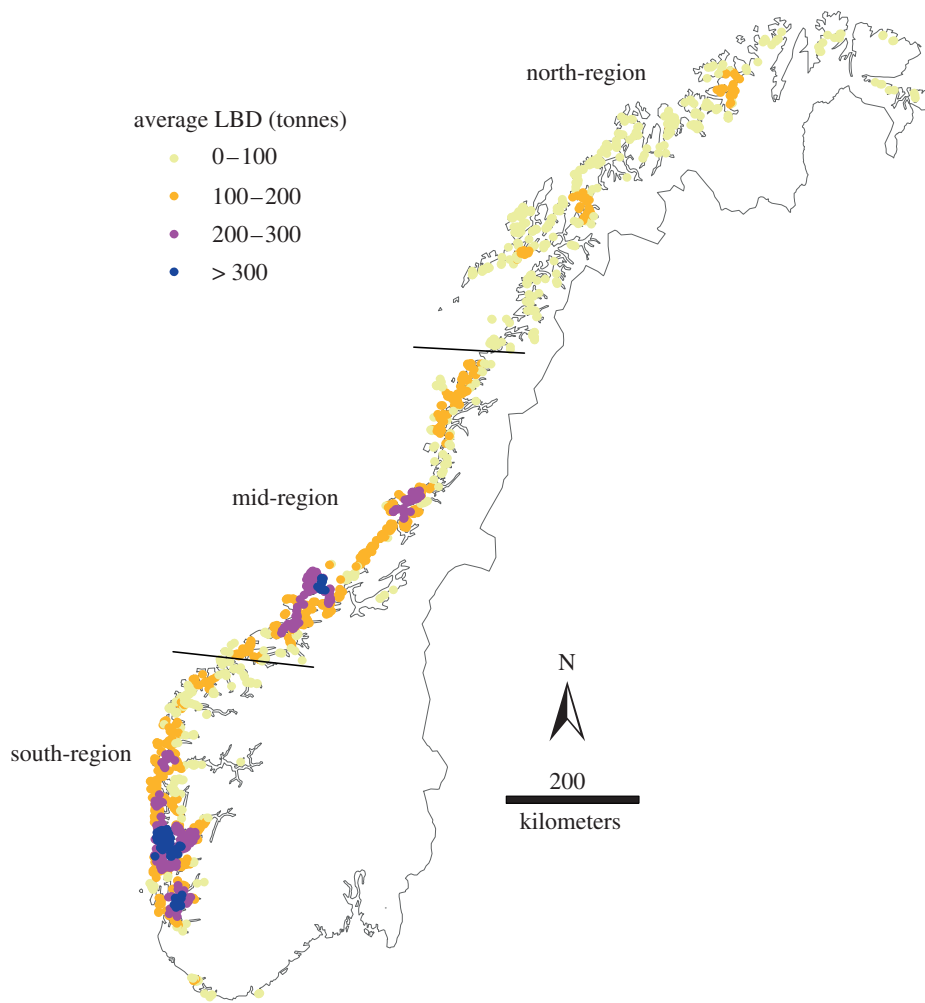 north-region
average LBD (tonnes)
0–100
100–200
200–300
> 300
mid-region
N
south-region
200
kilometers